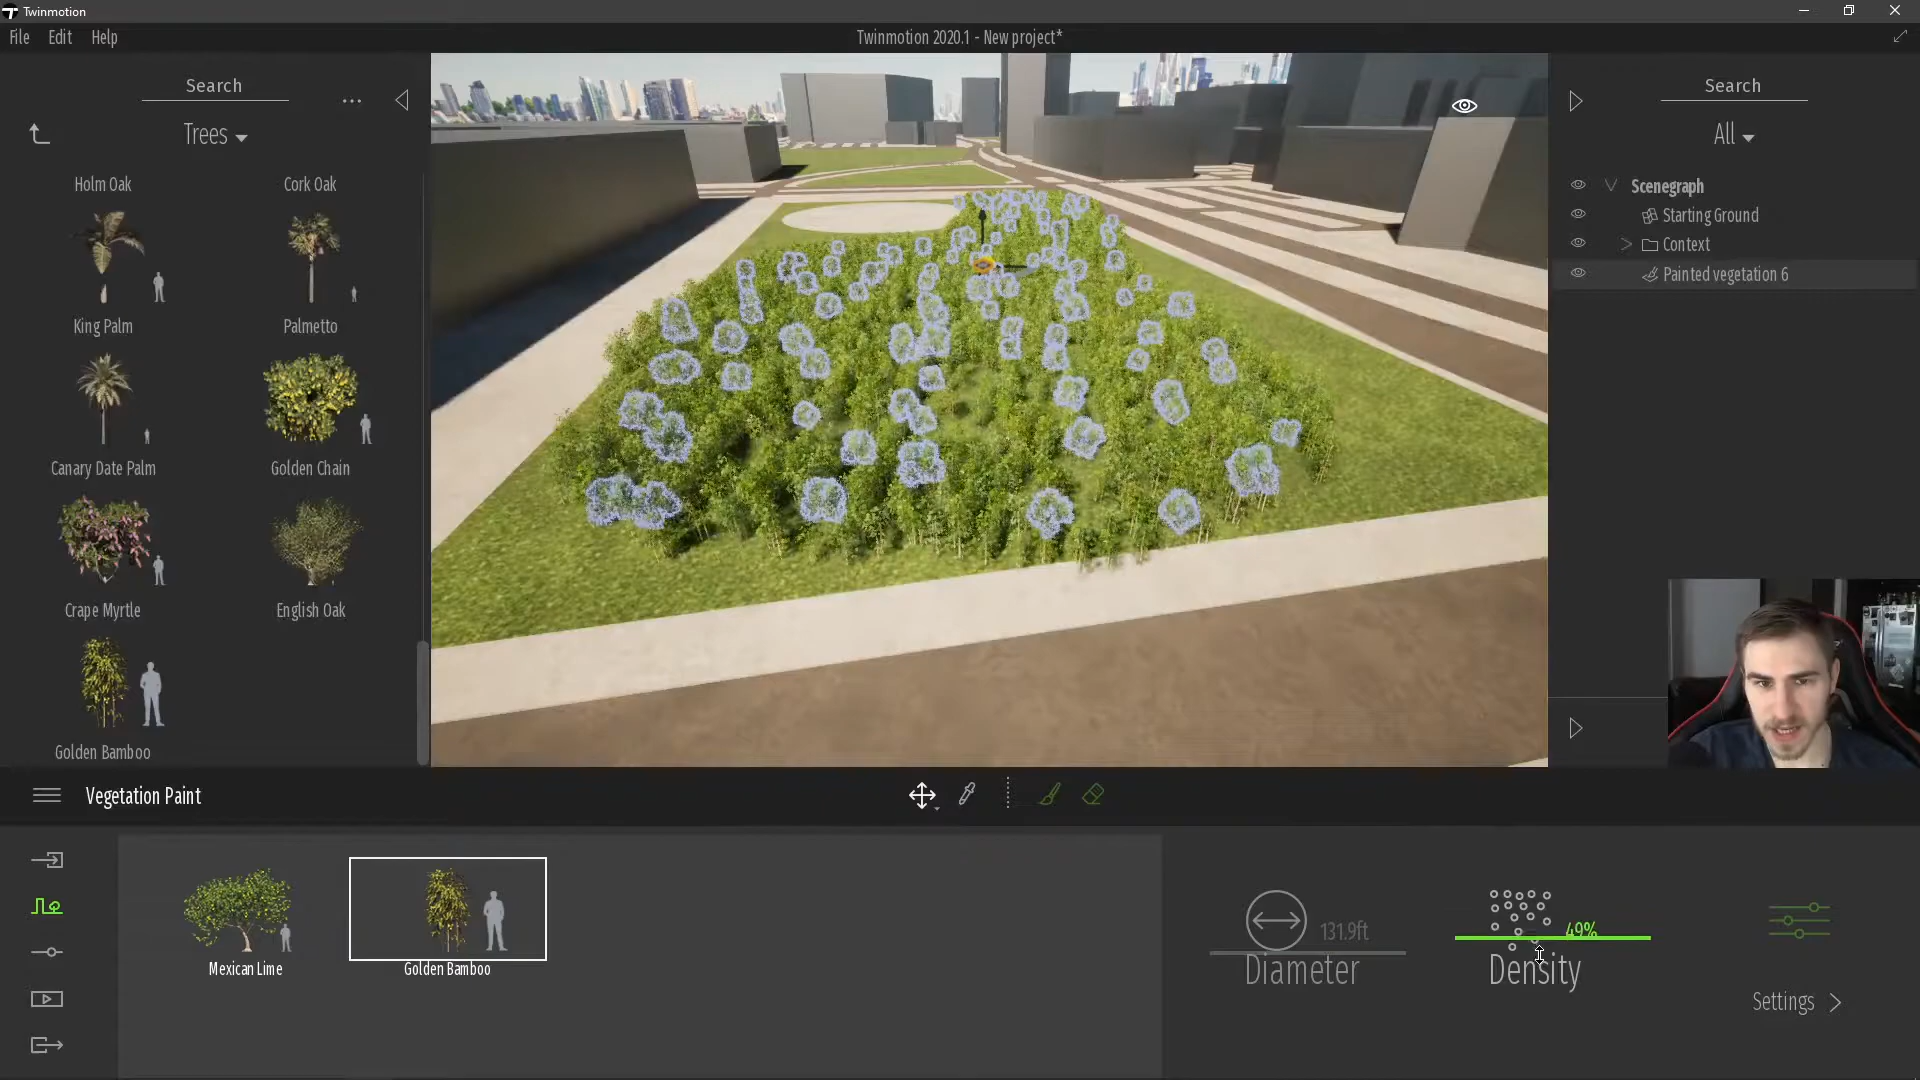 Twinmotion
File Edit Help
Twinmotion 2020.1 - New project*
Search
...
Trees
Holm Oak
Cork Oak
King Palm
Palmetto
Canary Date Palm
Golden Chain
Crape Myrtle
English Oak
Golden Bamboo
Search
All
Scenegraph
Starting Ground
Context
Painted vegetation 6
Vegetation Paint
Mexican Lime
Golden Bamboo
131.9ft
Diameter
49%
Density
Settings